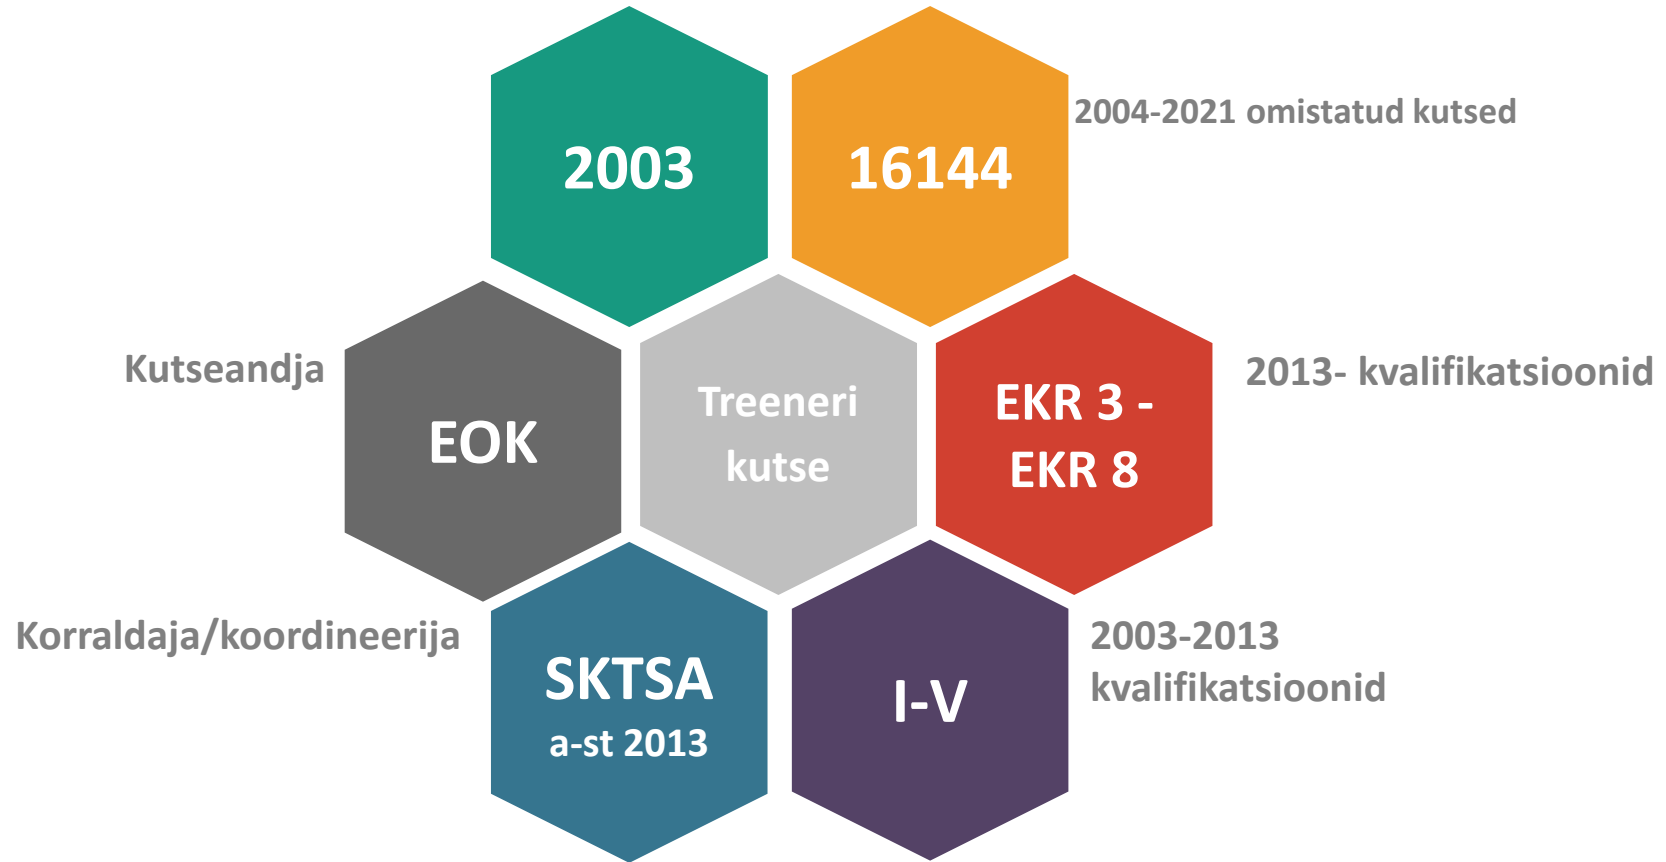 2003
16144
2004-2021 omistatud kutsed
Kutseandja
EOK
Treeneri
kutse
EKR 3 -
EKR 8
2013- kvalifikatsioonid
Korraldaja/koordineerija
SKTSA
a-st 2013
I-V
2003-2013
kvalifikatsioonid